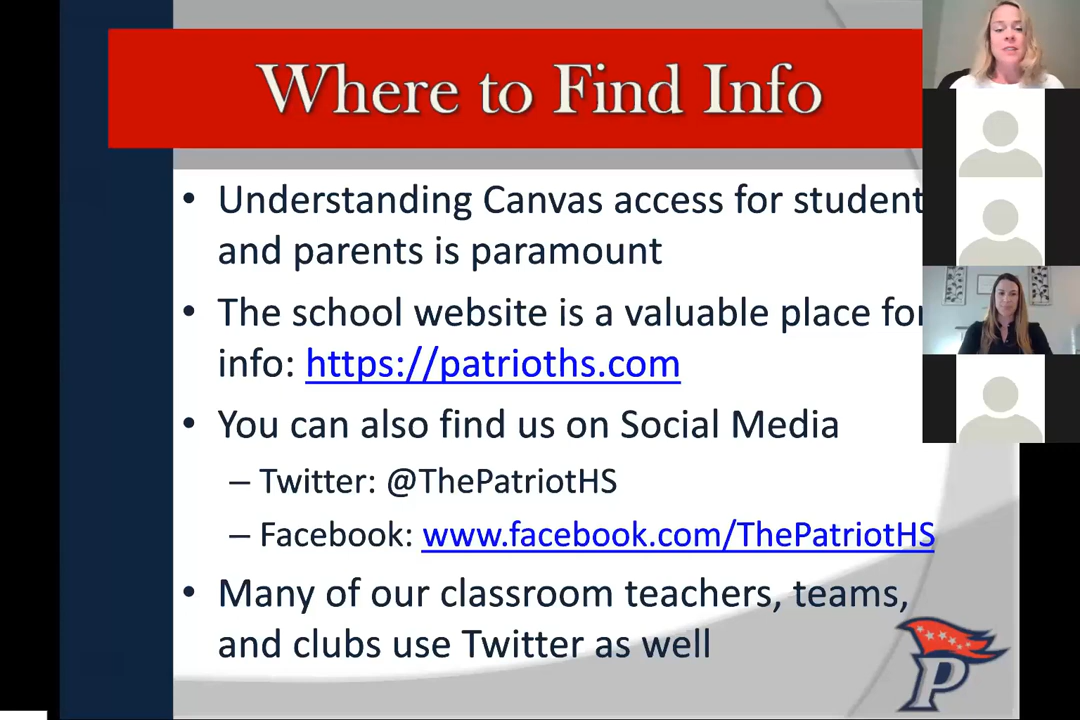 Where to Find Info
• Understanding Canvas access for student
and parents is paramount
• The school website is a valuable place for
info: https://patrioths.com
• You can also find us on Social Media
– Twitter: @ThePatriotHS
– Facebook: www.facebook.com/ThePatriotHS
• Many of our classroom teachers, teams,
and clubs use Twitter as well
P